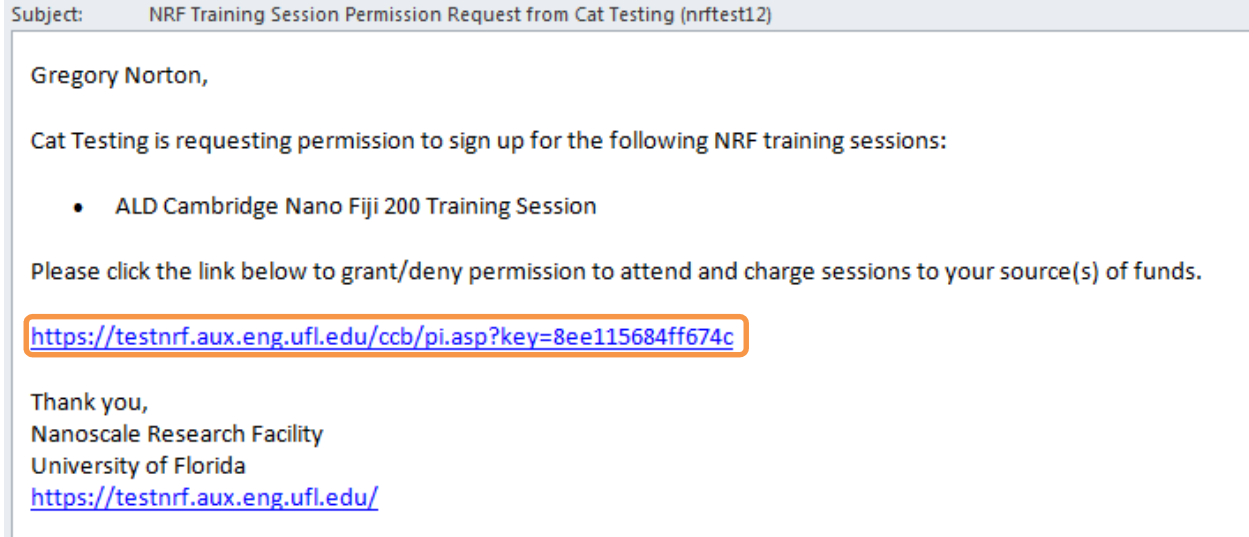 Subject: NRF Training Session Permission Request from Cat Testing (nrftest12)
Gregory Norton,
Cat Testing is requesting permission to sign up for the following NRF training sessions:
• ALD Cambridge Nano Fiji 200 Training Session
Please click the link below to grant/deny permission to attend and charge sessions to your source(s) of funds.
https://testnrf.aux.eng.ufl.edu/ccb/pi.asp?key=8ee115684ff674c
Thank you,
Nanoscale Research Facility
University of Florida
https://testnrf.aux.eng.ufl.edu/